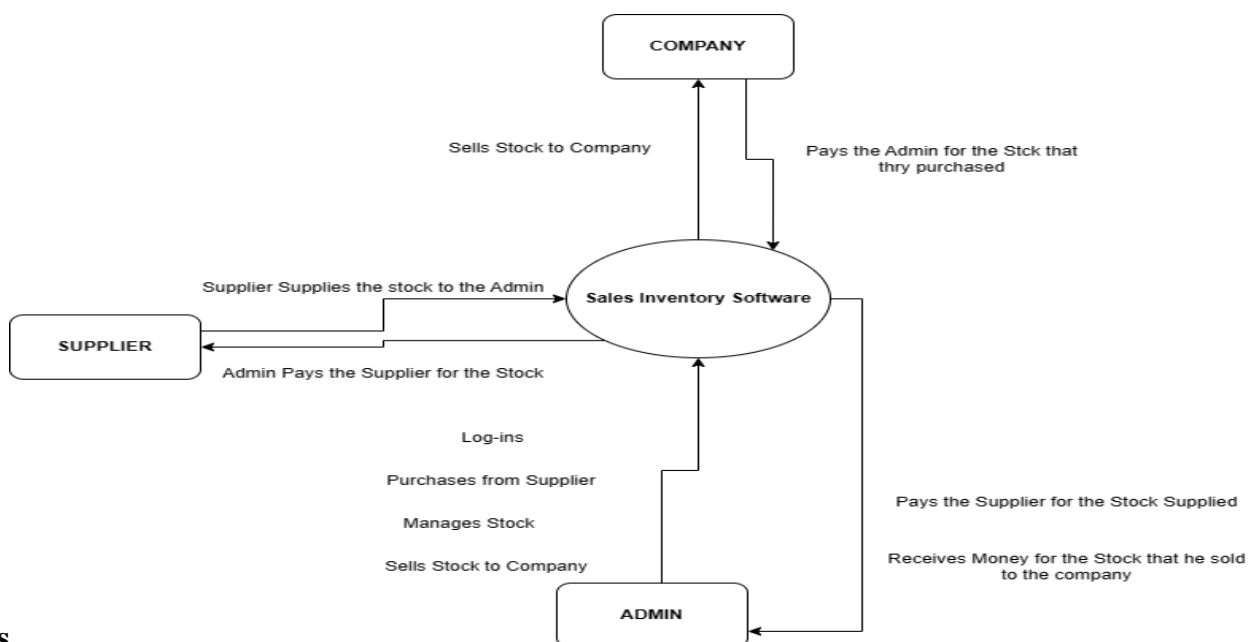 COMPANY
Sells Stock to Company
Pays the Admin for the Stck that
thry purchased
Supplier Supplies the stock to the Admin
Sales Inventory Software
SUPPLIER
Admin Pays the Supplier for the Stock
Log-ins
Purchases from Supplier
Manages Stock
Sells Stock to Company
Pays the Supplier for the Stock Supplied
Receives Money for the Stock that he sold
to the company
ADMIN